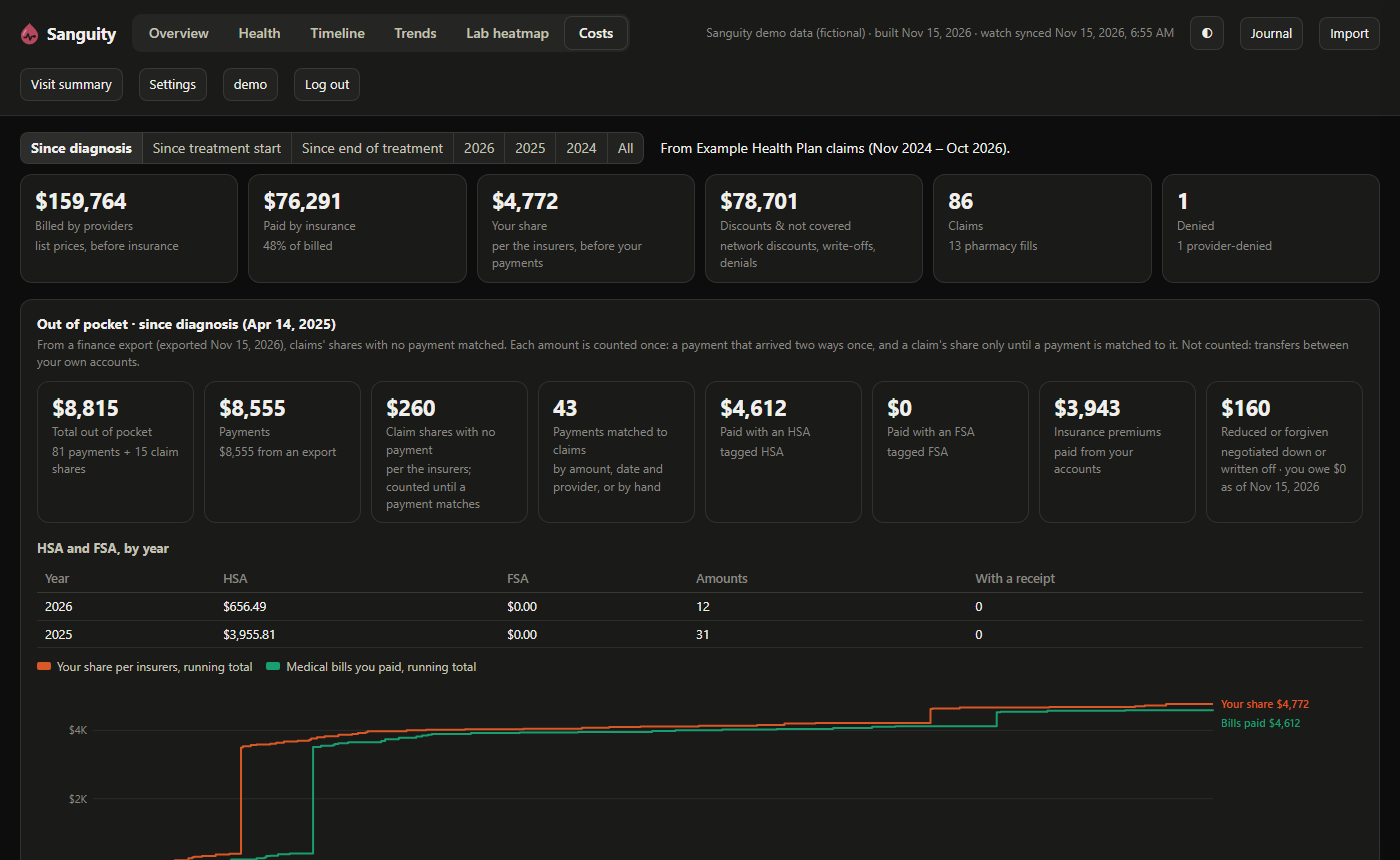 Sanguity Overview Health Timeline Trends Lab heatmap Costs Sanguity demo data (fictional) · built Nov 15, 2026 · watch synced Nov 15, 2026, 6:55 AM Journal Import
Visit summary Settings demo Log out
Since diagnosis Since treatment start Since end of treatment 2026 2025 2024 All From Example Health Plan claims (Nov 2024 – Oct 2026).
$159,764
Billed by providers
list prices, before insurance
$76,291
Paid by insurance
48% of billed
$4,772
Your share
per the insurers, before your
payments
$78,701
Discounts & not covered
network discounts, write-offs,
denials
86
Claims
13 pharmacy fills
1
Denied
1 provider-denied
Out of pocket · since diagnosis (Apr 14, 2025)
From a finance export (exported Nov 15, 2026), claims' shares with no payment matched. Each amount is counted once: a payment that arrived two ways once, and a claim's share only until a payment is matched to it. Not counted: transfers between
your own accounts.
$8,815
Total out of pocket
81 payments + 15 claim
shares
$8,555
Payments
$8,555 from an export
$260
Claim shares with no
payment
per the insurers;
counted until a
payment matches
43
Payments matched to
claims
by amount, date and
provider, or by hand
$4,612
Paid with an HSA
tagged HSA
$0
Paid with an FSA
tagged FSA
$3,943
Insurance premiums
paid from your
accounts
$160
Reduced or forgiven
negotiated down or
written off · you owe $0
as of Nov 15, 2026
HSA and FSA, by year
Year HSA FSA Amounts With a receipt
2026 $656.49 $0.00 12 0
2025 $3,955.81 $0.00 31 0
Your share per insurers, running total Medical bills you paid, running total
Your share $4,772
Bills paid $4,612
$4K
$2K